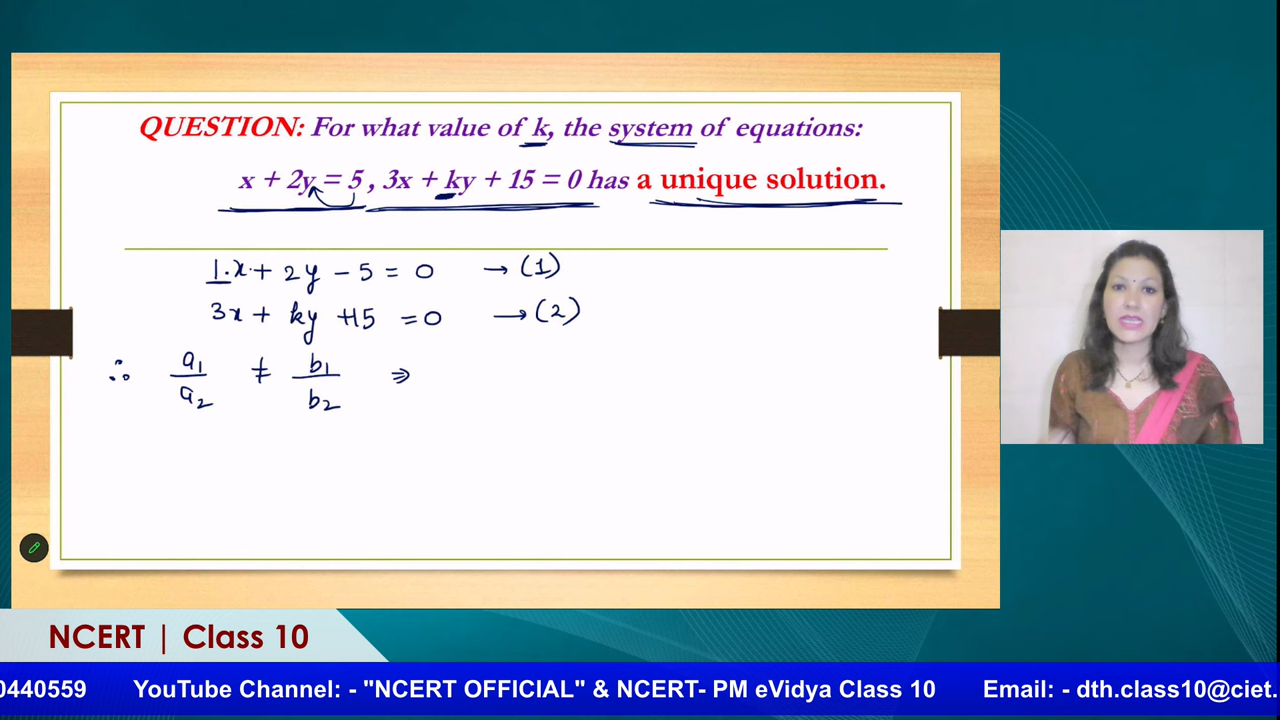 QUESTION: For what value of k, the system of equations:
x + 2y = 5 , 3x + ky + 15 = 0 has a unique solution.
1.x + 2y - 5 = 0 → (1)
3x + ky +15 = 0 → (2)
∴ a₁/a₂ ≠ b₁/b₂ ⇒
NCERT | Class 10
0440559 YouTube Channel: - "NCERT OFFICIAL" & NCERT- PM eVidya Class 10 Email: - dth.class10@ciet.